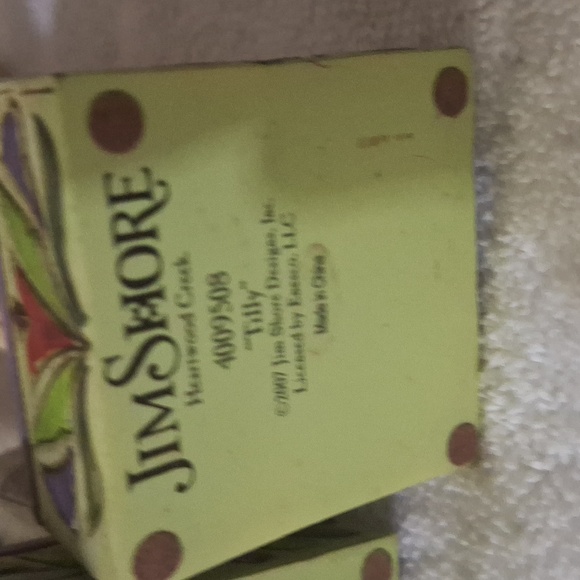 JIM SHORE
Heartwood Creek
4009508
"Tilly"
©2007 Jim Shore Designs, Inc.
Licensed by Enesco, LLC
Made in China